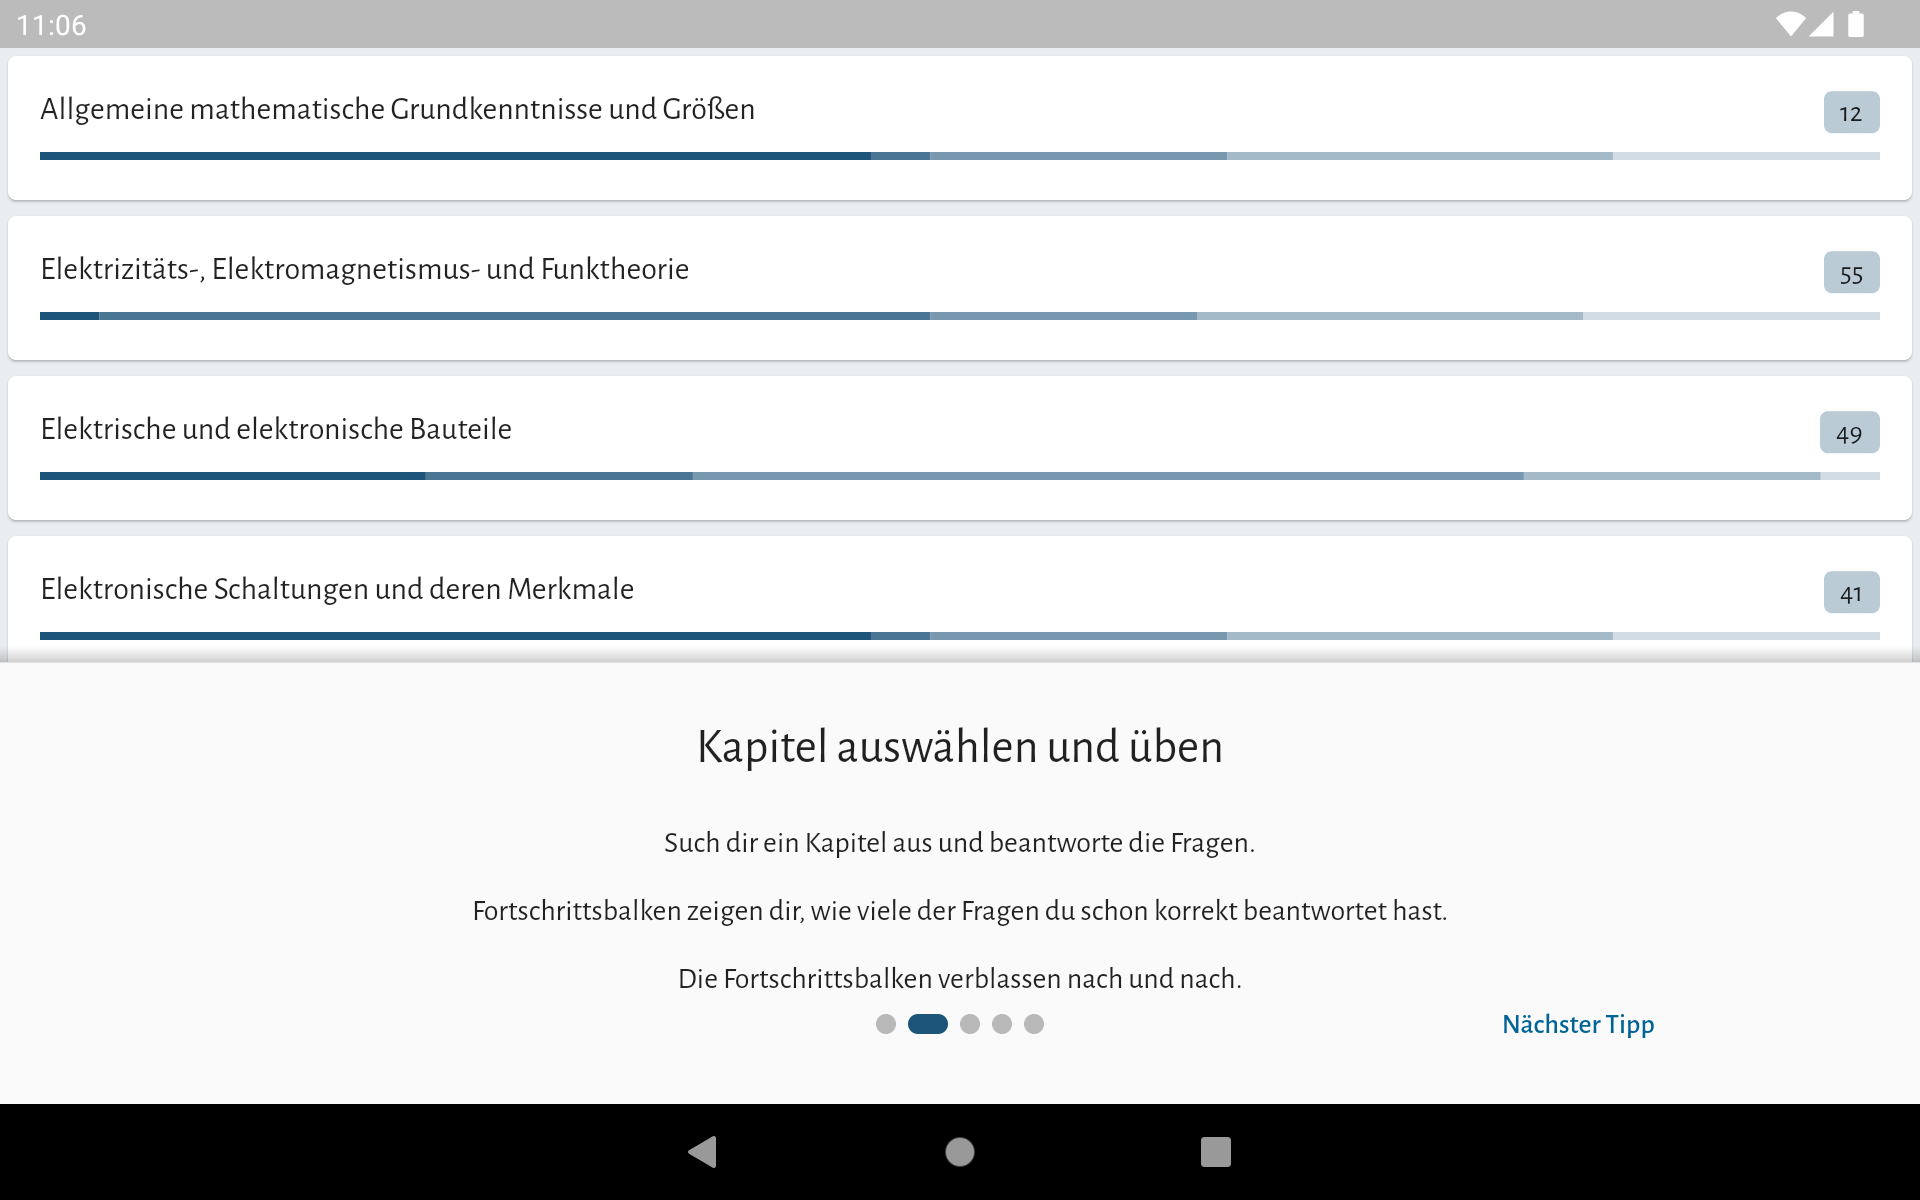 11:06
Allgemeine mathematische Grundkenntnisse und Größen
12
Elektrizitäts-, Elektromagnetismus- und Funktheorie
55
Elektrische und elektronische Bauteile
49
Elektronische Schaltungen und deren Merkmale
41
Kapitel auswählen und üben
Such dir ein Kapitel aus und beantworte die Fragen.
Fortschrittsbalken zeigen dir, wie viele der Fragen du schon korrekt beantwortet hast.
Die Fortschrittsbalken verblassen nach und nach.
Nächster Tipp